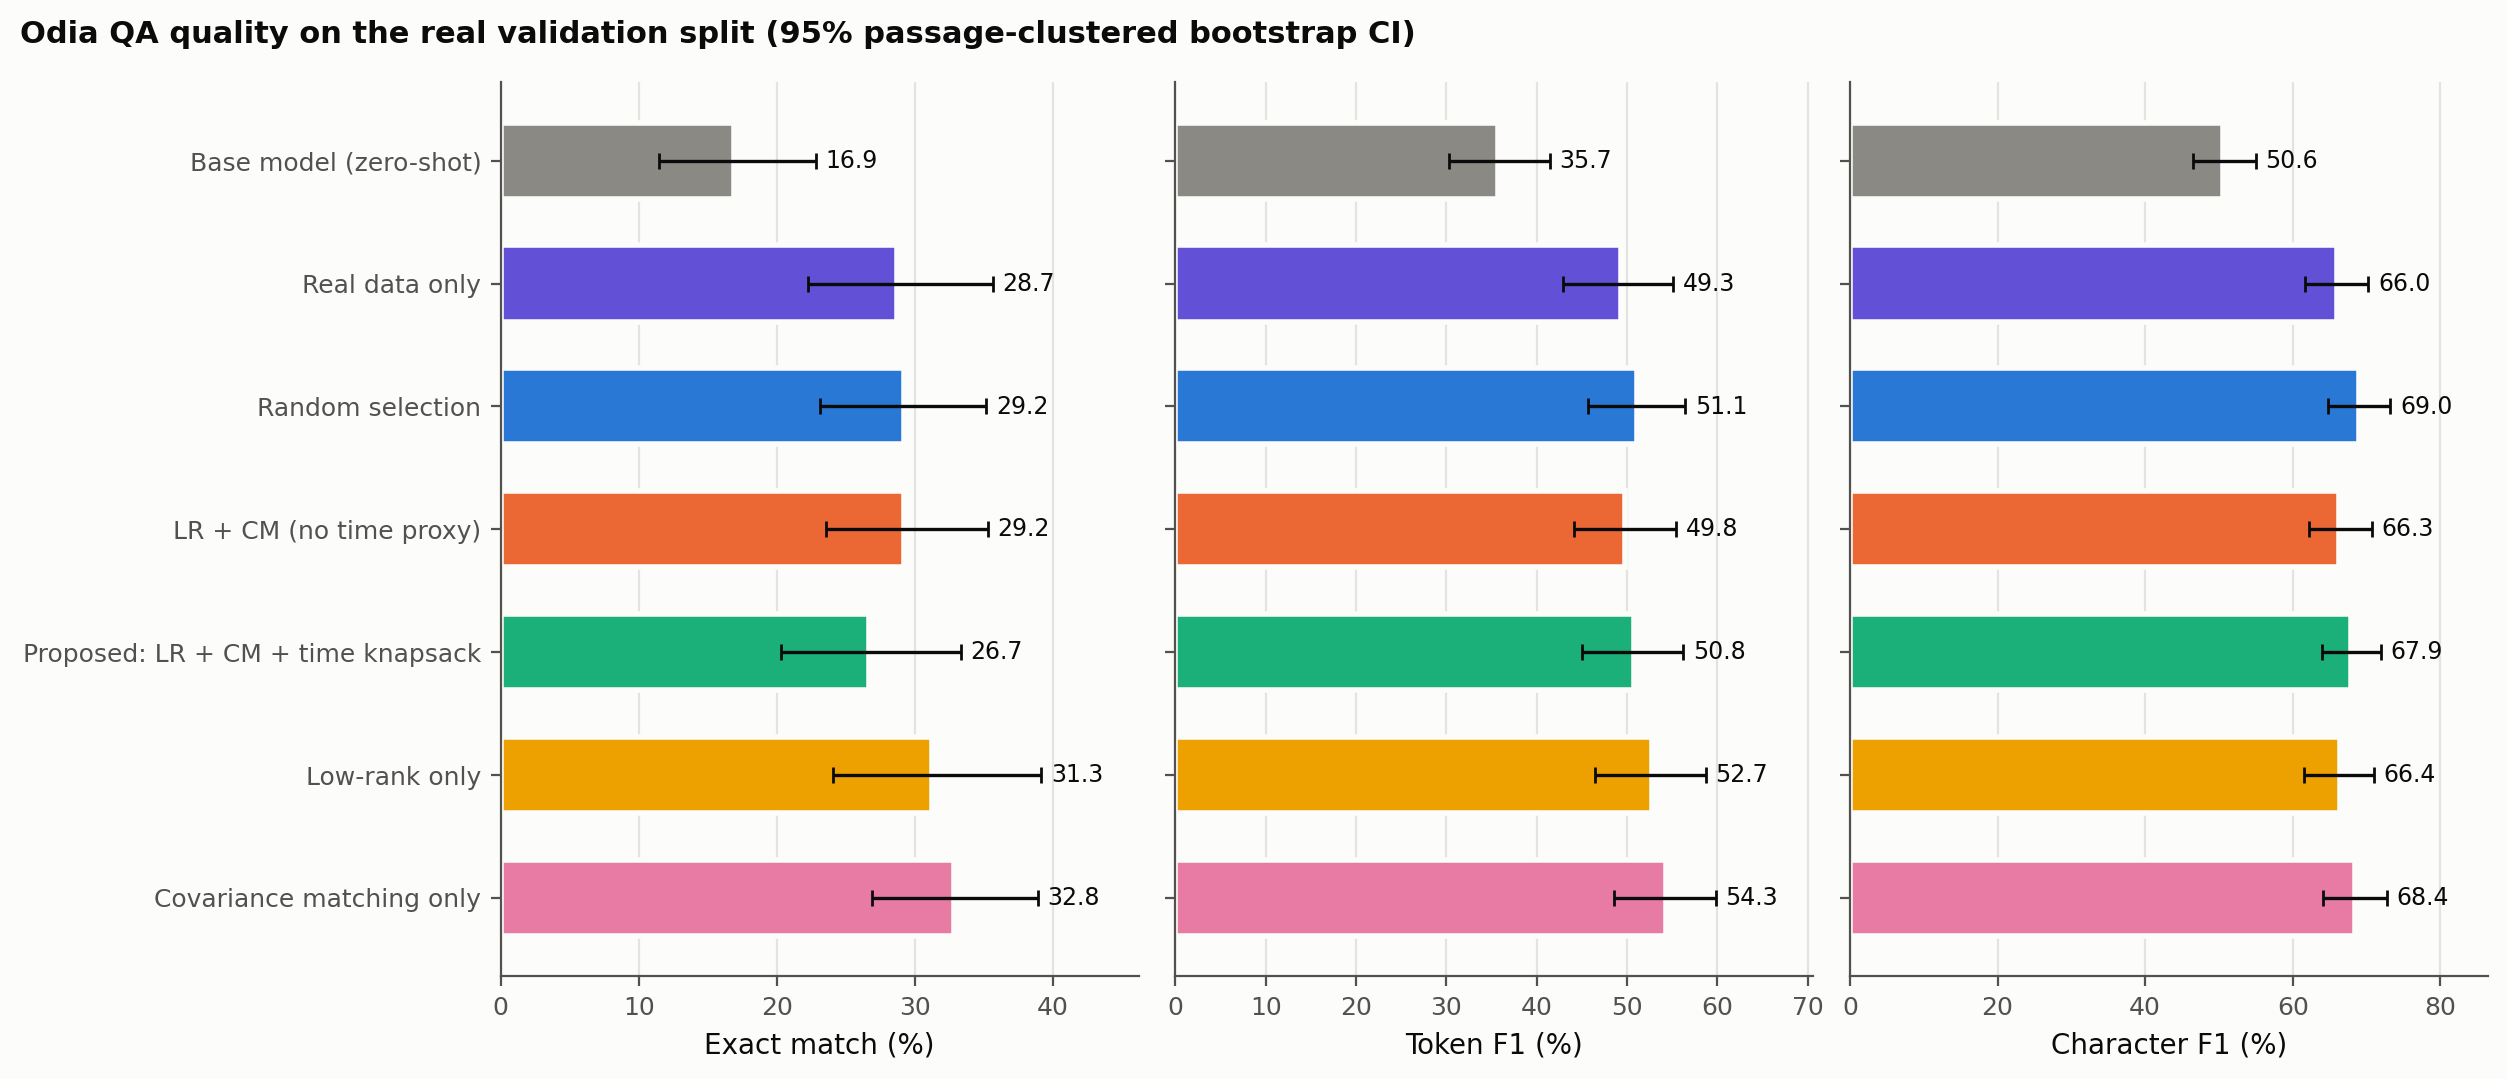 Odia QA quality on the real validation split (95% passage-clustered bootstrap CI)
Base model (zero-shot) 16.9 35.7 50.6
Real data only 28.7 49.3 66.0
Random selection 29.2 51.1 69.0
LR + CM (no time proxy) 29.2 49.8 66.3
Proposed: LR + CM + time knapsack 26.7 50.8 67.9
Low-rank only 31.3 52.7 66.4
Covariance matching only 32.8 54.3 68.4
0 10 20 30 40 0 10 20 30 40 50 60 70 0 20 40 60 80
Exact match (%) Token F1 (%) Character F1 (%)